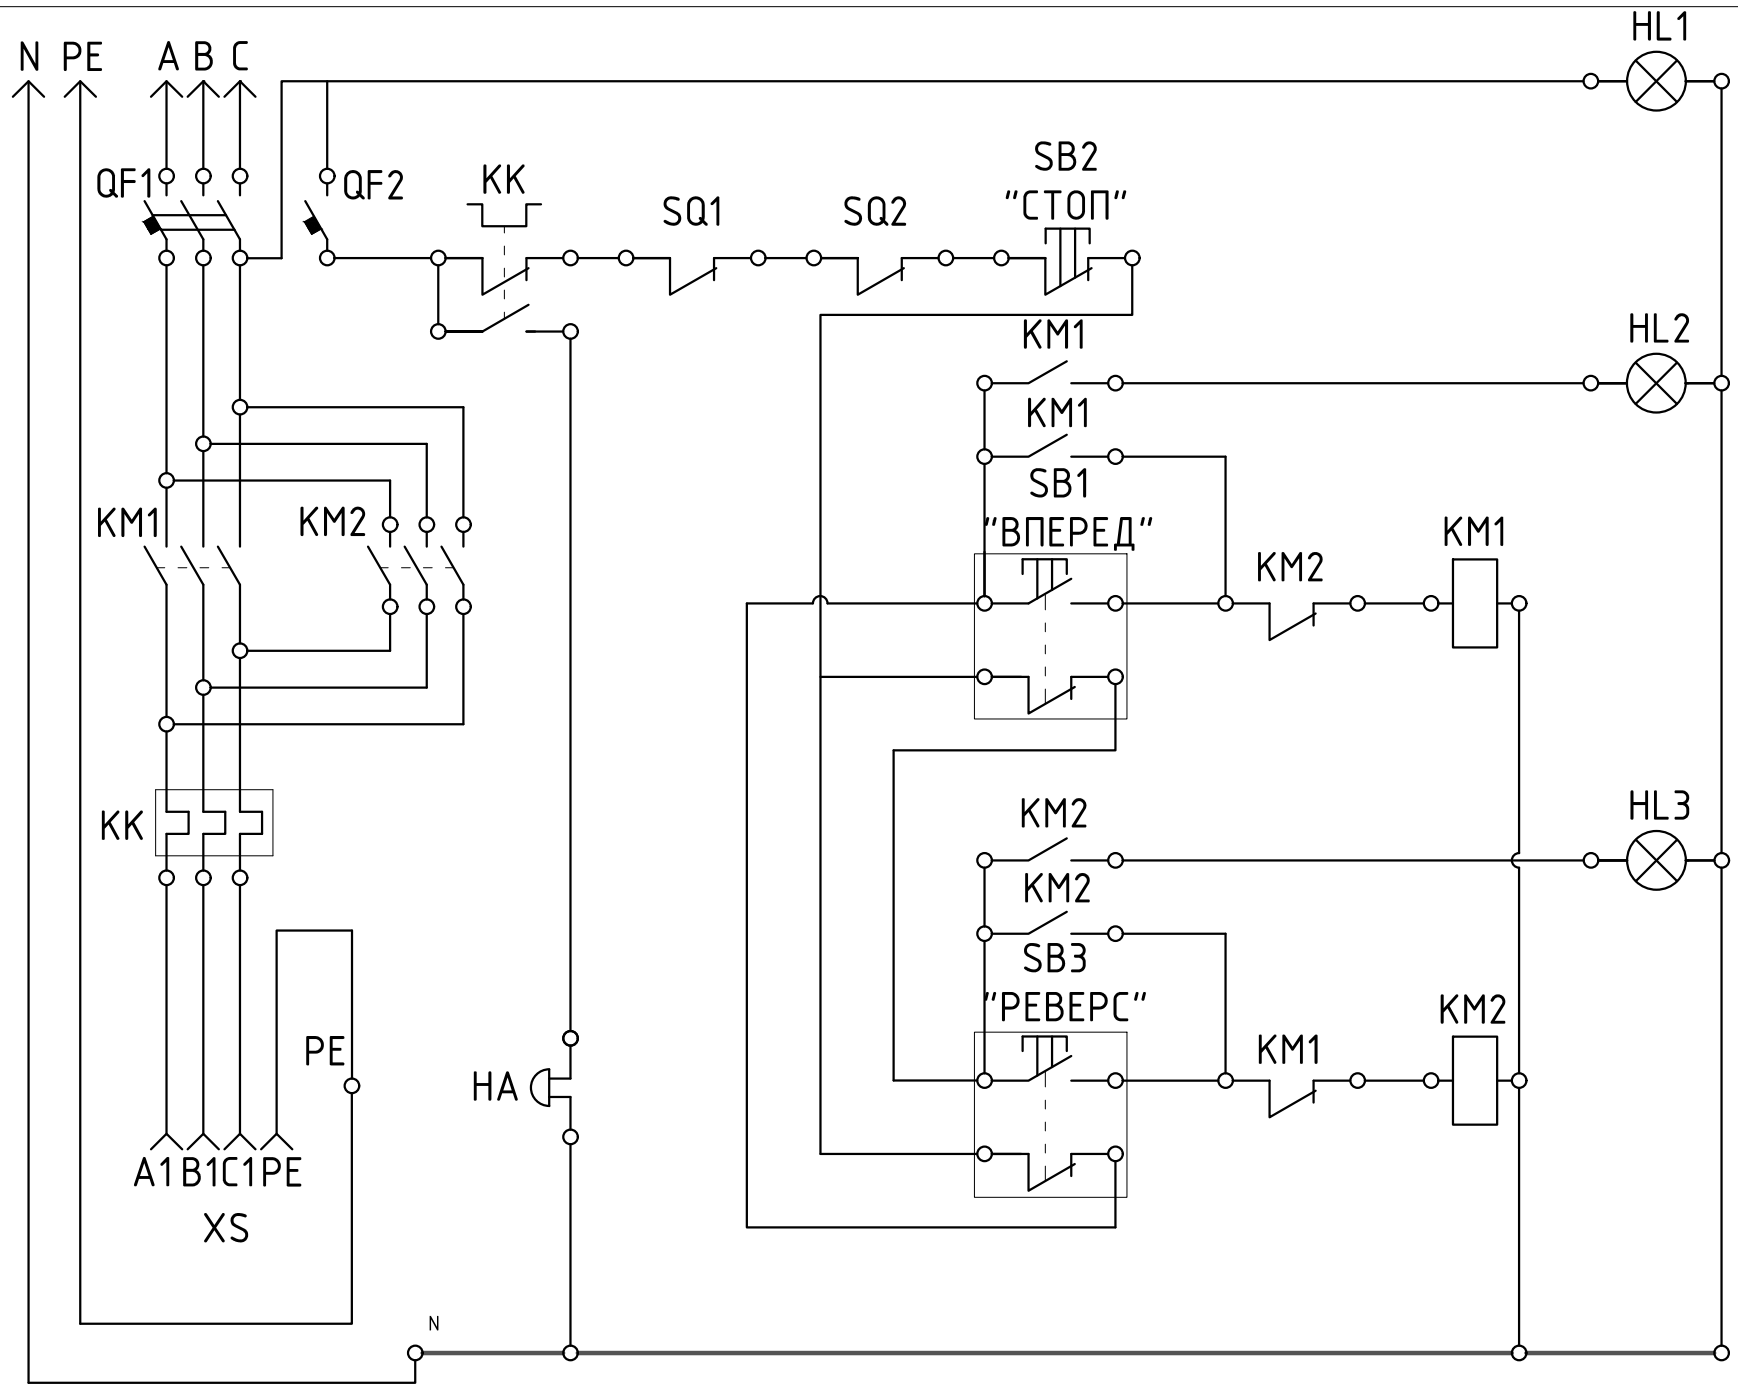 HL1
N PE A B C
SB2
QF1 QF2 KK SQ1 SQ2 "СТОП"
KM1 HL2
KM1
SB1
KM1 KM2 "ВПЕРЕД" KM1
KM2
KK KM2 HL3
KM2
SB3
"РЕВЕРС" KM2
PE KM1
HA
A1 B1 C1 PE
XS
N